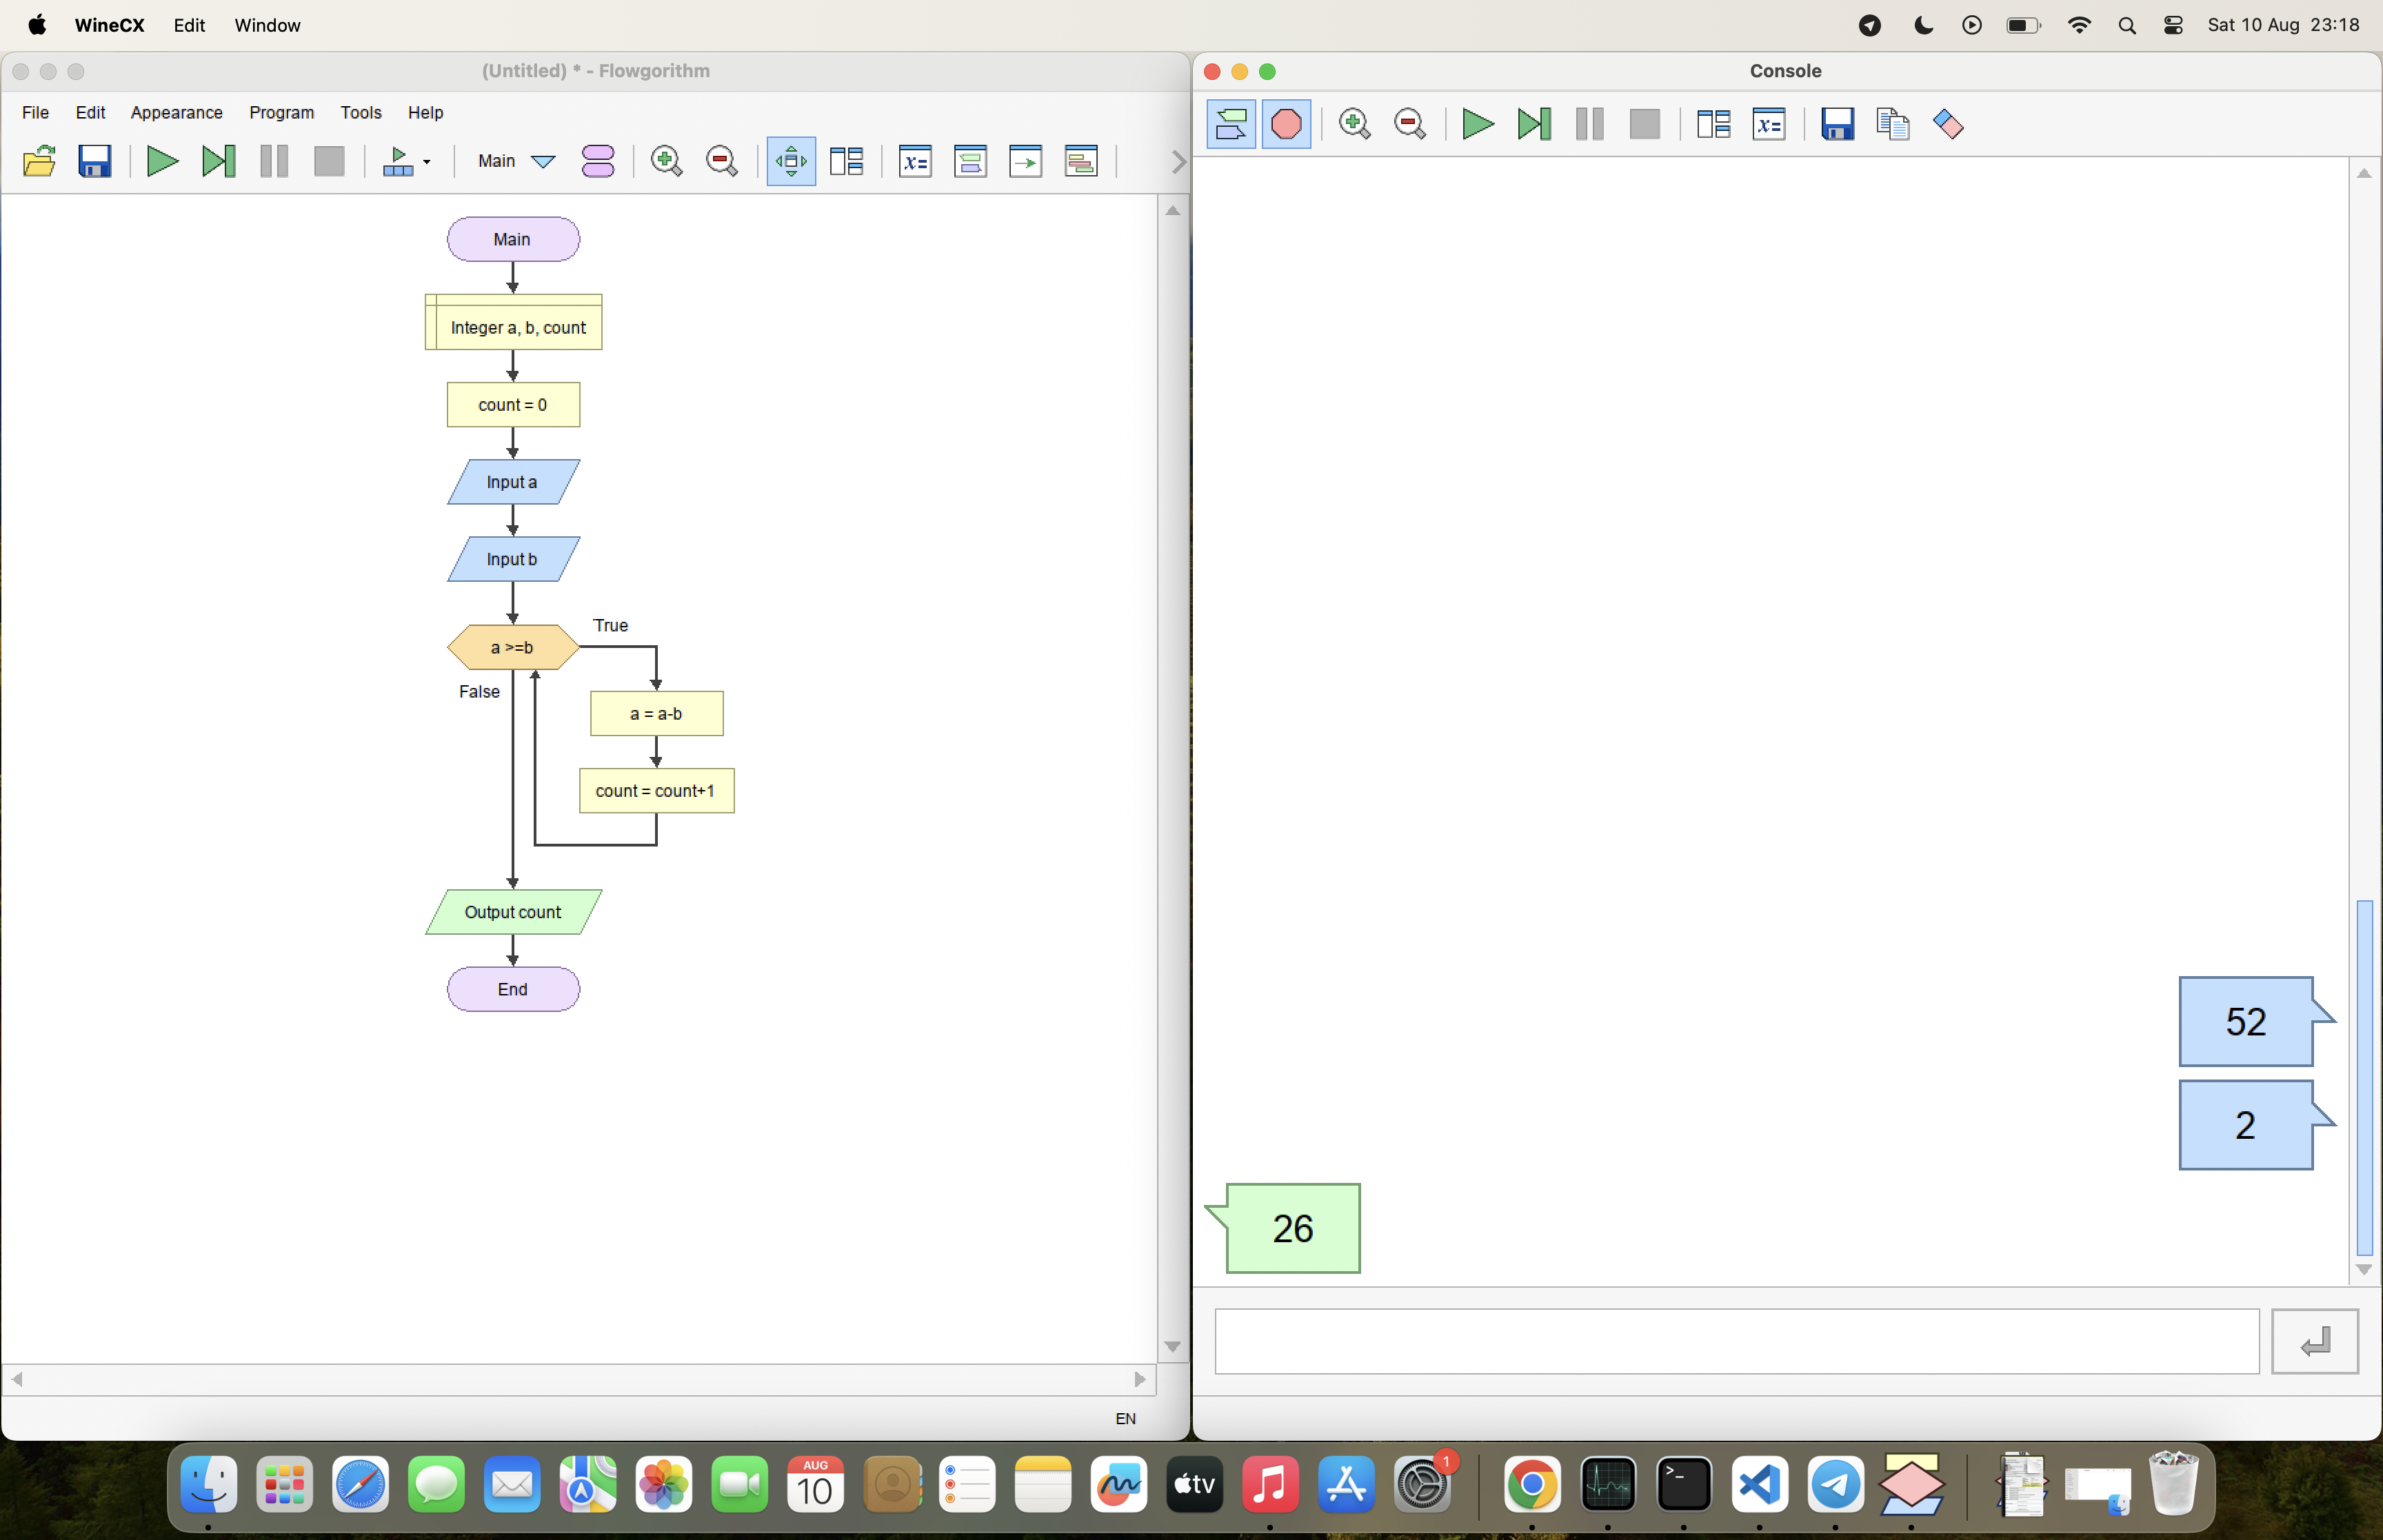 WineCX Edit Window
Sat 10 Aug 23:18
(Untitled) * - Flowgorithm
File Edit Appearance Program Tools Help
Main
x=
Main
Integer a, b, count
count = 0
Input a
Input b
a >=b
True
False
a = a-b
count = count+1
Output count
End
EN
Console
x=
52
2
26
AUG
10
tv
1
>_